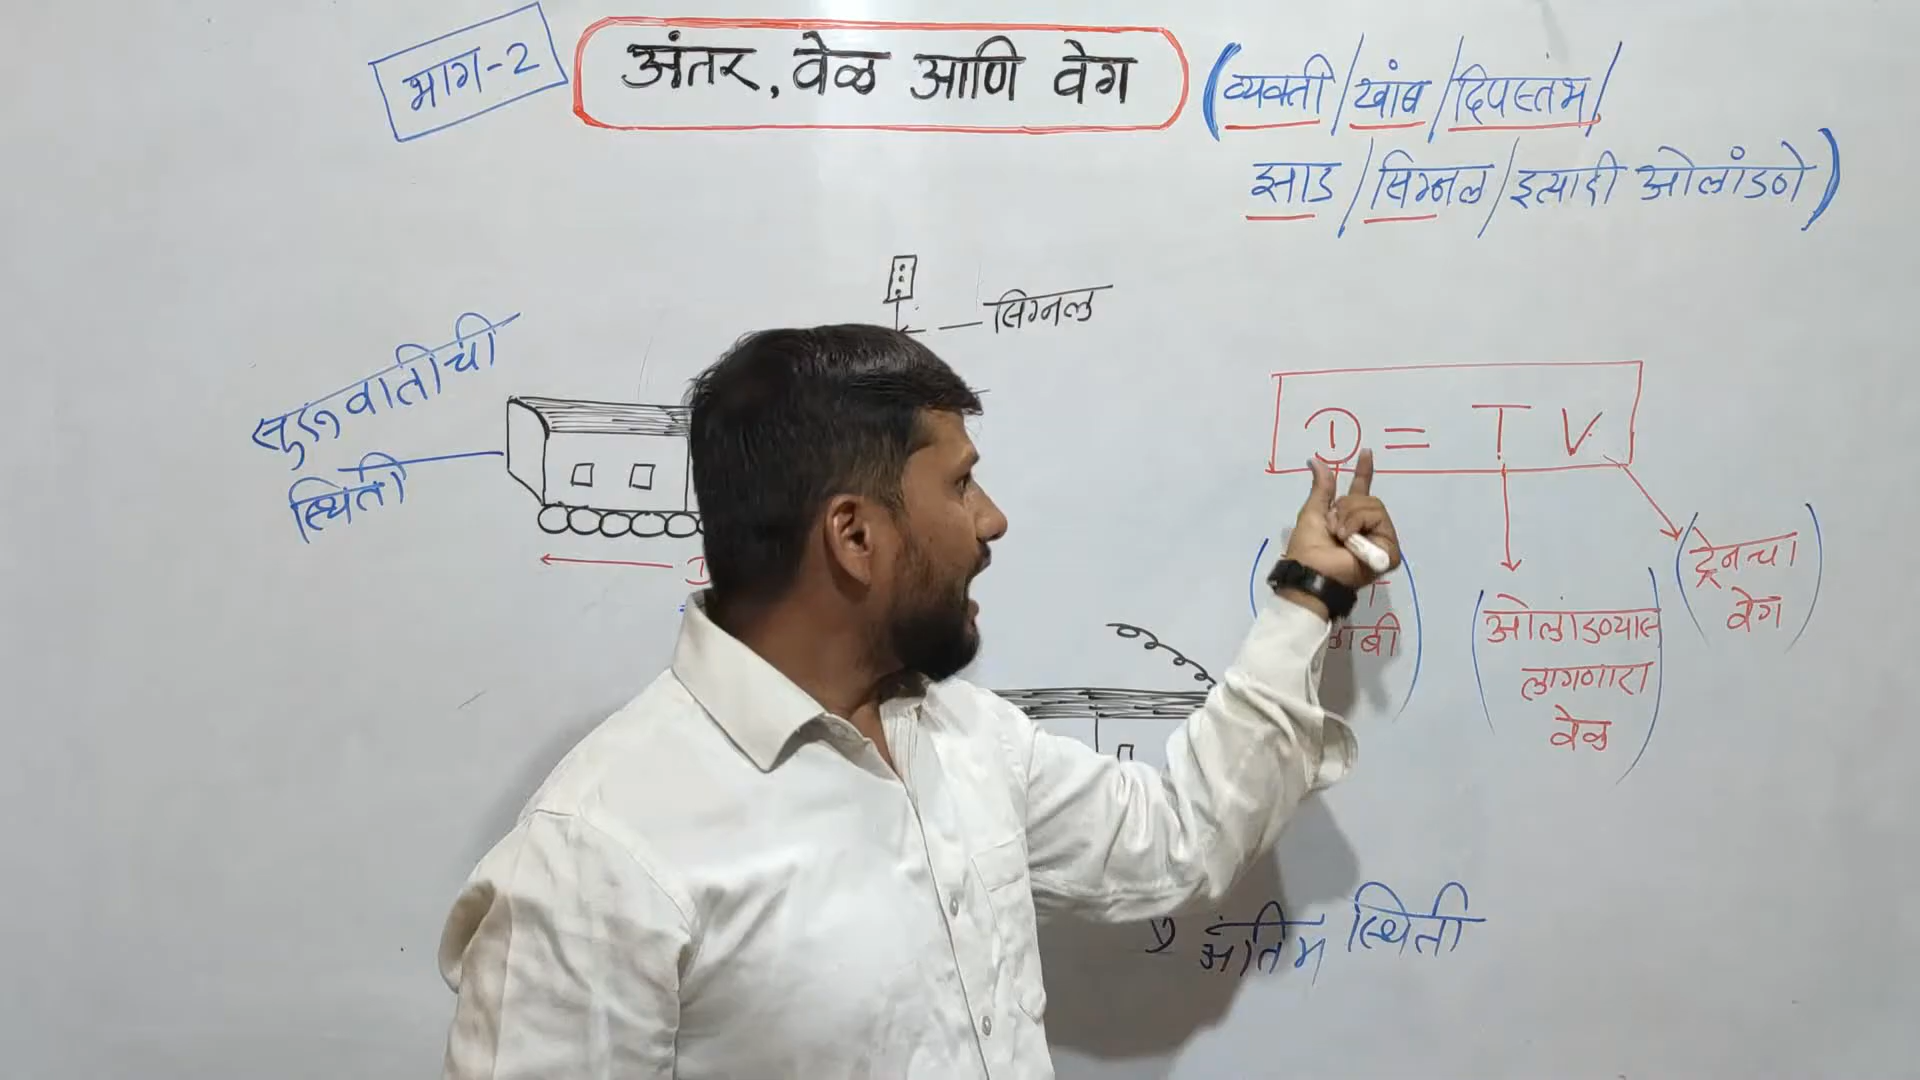 भाग-2
अंतर, वेळ आणि वेग
(व्यक्ती/खांब/दिपस्तंभ/
झाड/सिग्नल/इत्यादी ओलांडणे)
सिग्नल
सुरूवातीची
स्थिती
D = T V
(ट्रेनचा
वेग)
(ओलांडण्यास
लागणारा
वेळ)
अंतिम स्थिती